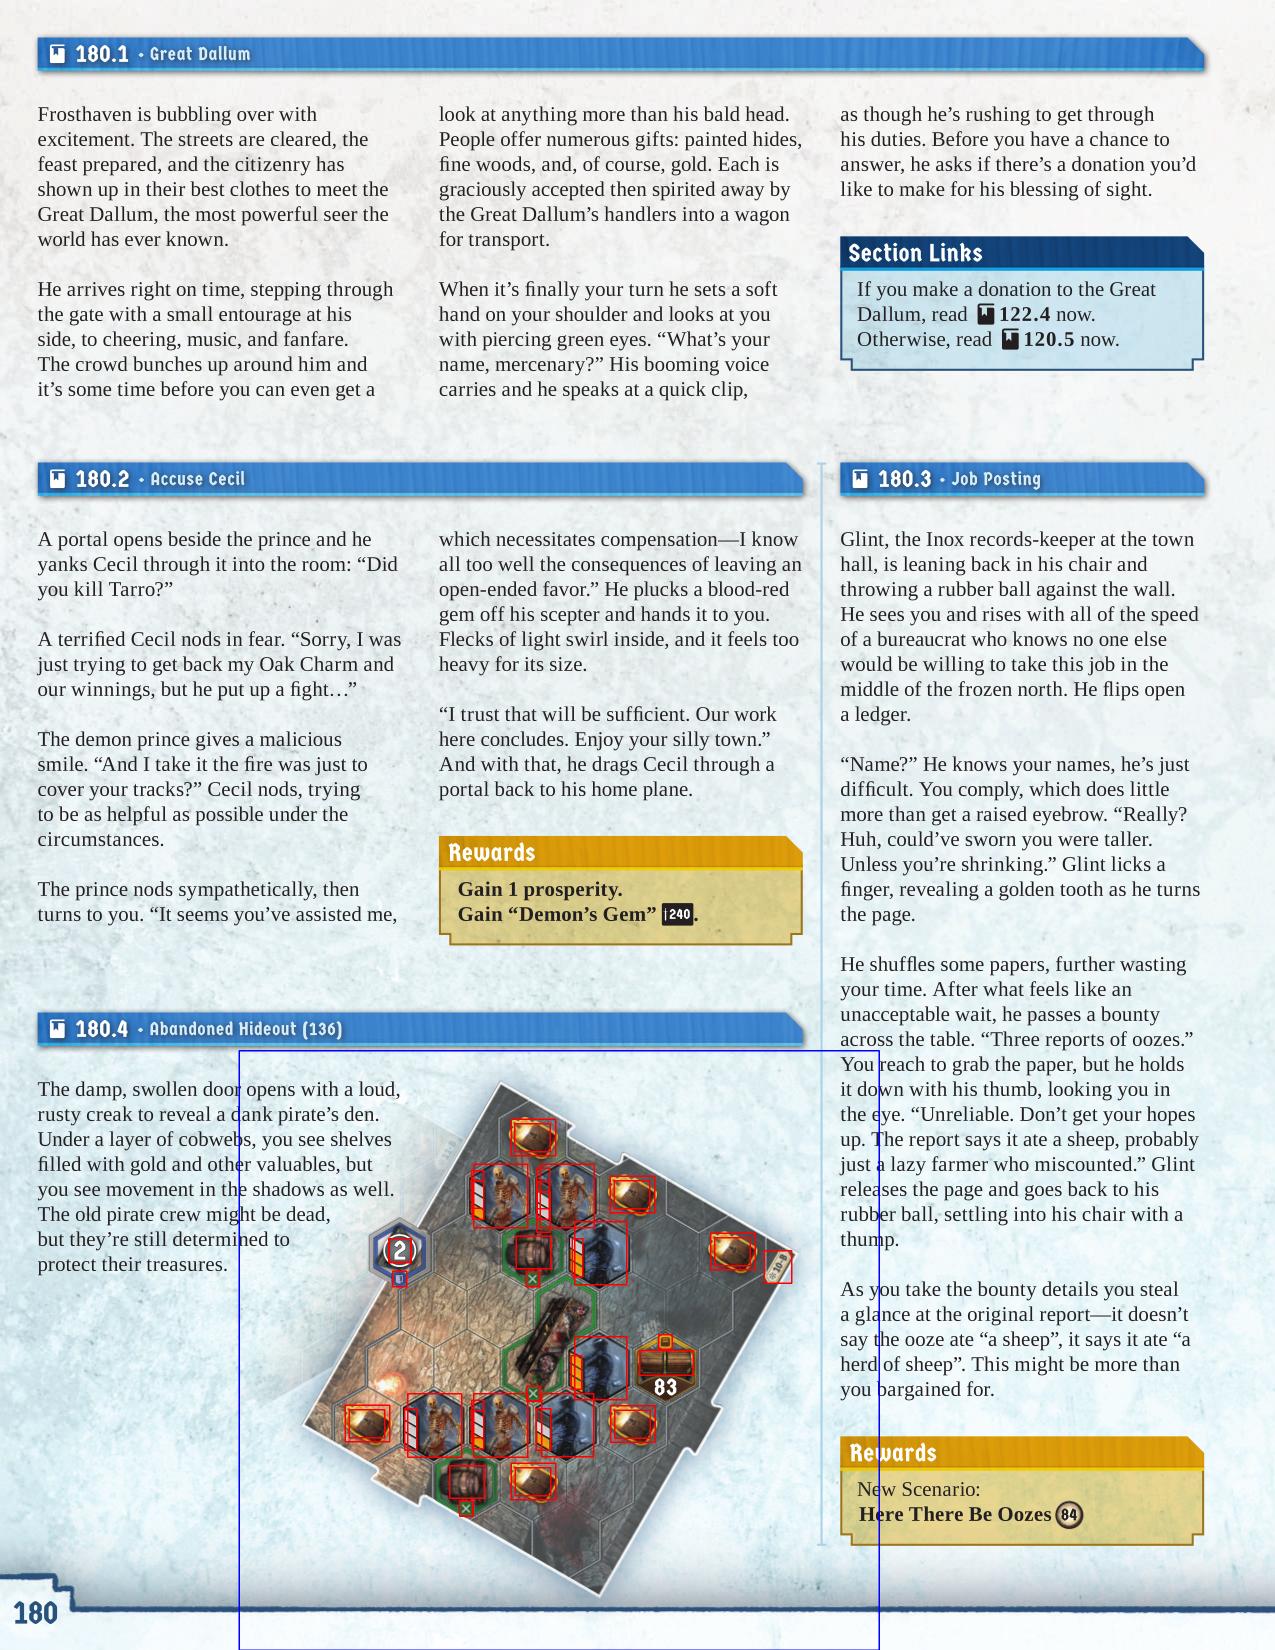 180.1 • Great Dallum
Frosthaven is bubbling over with
excitement. The streets are cleared, the
feast prepared, and the citizenry has
shown up in their best clothes to meet the
Great Dallum, the most powerful seer the
world has ever known.
He arrives right on time, stepping through
the gate with a small entourage at his
side, to cheering, music, and fanfare.
The crowd bunches up around him and
it’s some time before you can even get a
look at anything more than his bald head.
People offer numerous gifts: painted hides,
fine woods, and, of course, gold. Each is
graciously accepted then spirited away by
the Great Dallum’s handlers into a wagon
for transport.
When it’s finally your turn he sets a soft
hand on your shoulder and looks at you
with piercing green eyes. “What’s your
name, mercenary?” His booming voice
carries and he speaks at a quick clip,
as though he’s rushing to get through
his duties. Before you have a chance to
answer, he asks if there’s a donation you’d
like to make for his blessing of sight.
Section Links
If you make a donation to the Great
Dallum, read 122.4 now.
Otherwise, read 120.5 now.
180.2 • Accuse Cecil
A portal opens beside the prince and he
yanks Cecil through it into the room: “Did
you kill Tarro?”
A terrified Cecil nods in fear. “Sorry, I was
just trying to get back my Oak Charm and
our winnings, but he put up a fight…”
The demon prince gives a malicious
smile. “And I take it the fire was just to
cover your tracks?” Cecil nods, trying
to be as helpful as possible under the
circumstances.
The prince nods sympathetically, then
turns to you. “It seems you’ve assisted me,
which necessitates compensation—I know
all too well the consequences of leaving an
open-ended favor.” He plucks a blood-red
gem off his scepter and hands it to you.
Flecks of light swirl inside, and it feels too
heavy for its size.
“I trust that will be sufficient. Our work
here concludes. Enjoy your silly town.”
And with that, he drags Cecil through a
portal back to his home plane.
Rewards
Gain 1 prosperity.
Gain “Demon’s Gem” 240.
180.3 • Job Posting
Glint, the Inox records-keeper at the town
hall, is leaning back in his chair and
throwing a rubber ball against the wall.
He sees you and rises with all of the speed
of a bureaucrat who knows no one else
would be willing to take this job in the
middle of the frozen north. He flips open
a ledger.
“Name?” He knows your names, he’s just
difficult. You comply, which does little
more than get a raised eyebrow. “Really?
Huh, could’ve sworn you were taller.
Unless you’re shrinking.” Glint licks a
finger, revealing a golden tooth as he turns
the page.
He shuffles some papers, further wasting
your time. After what feels like an
unacceptable wait, he passes a bounty
across the table. “Three reports of oozes.”
You reach to grab the paper, but he holds
it down with his thumb, looking you in
the eye. “Unreliable. Don’t get your hopes
up. The report says it ate a sheep, probably
just a lazy farmer who miscounted.” Glint
releases the page and goes back to his
rubber ball, settling into his chair with a
thump.
As you take the bounty details you steal
a glance at the original report—it doesn’t
say the ooze ate “a sheep”, it says it ate “a
herd of sheep”. This might be more than
you bargained for.
Rewards
New Scenario:
Here There Be Oozes 84
180.4 • Abandoned Hideout (136)
The damp, swollen door opens with a loud,
rusty creak to reveal a dank pirate’s den.
Under a layer of cobwebs, you see shelves
filled with gold and other valuables, but
you see movement in the shadows as well.
The old pirate crew might be dead,
but they’re still determined to
protect their treasures.
2
10-B
83
180